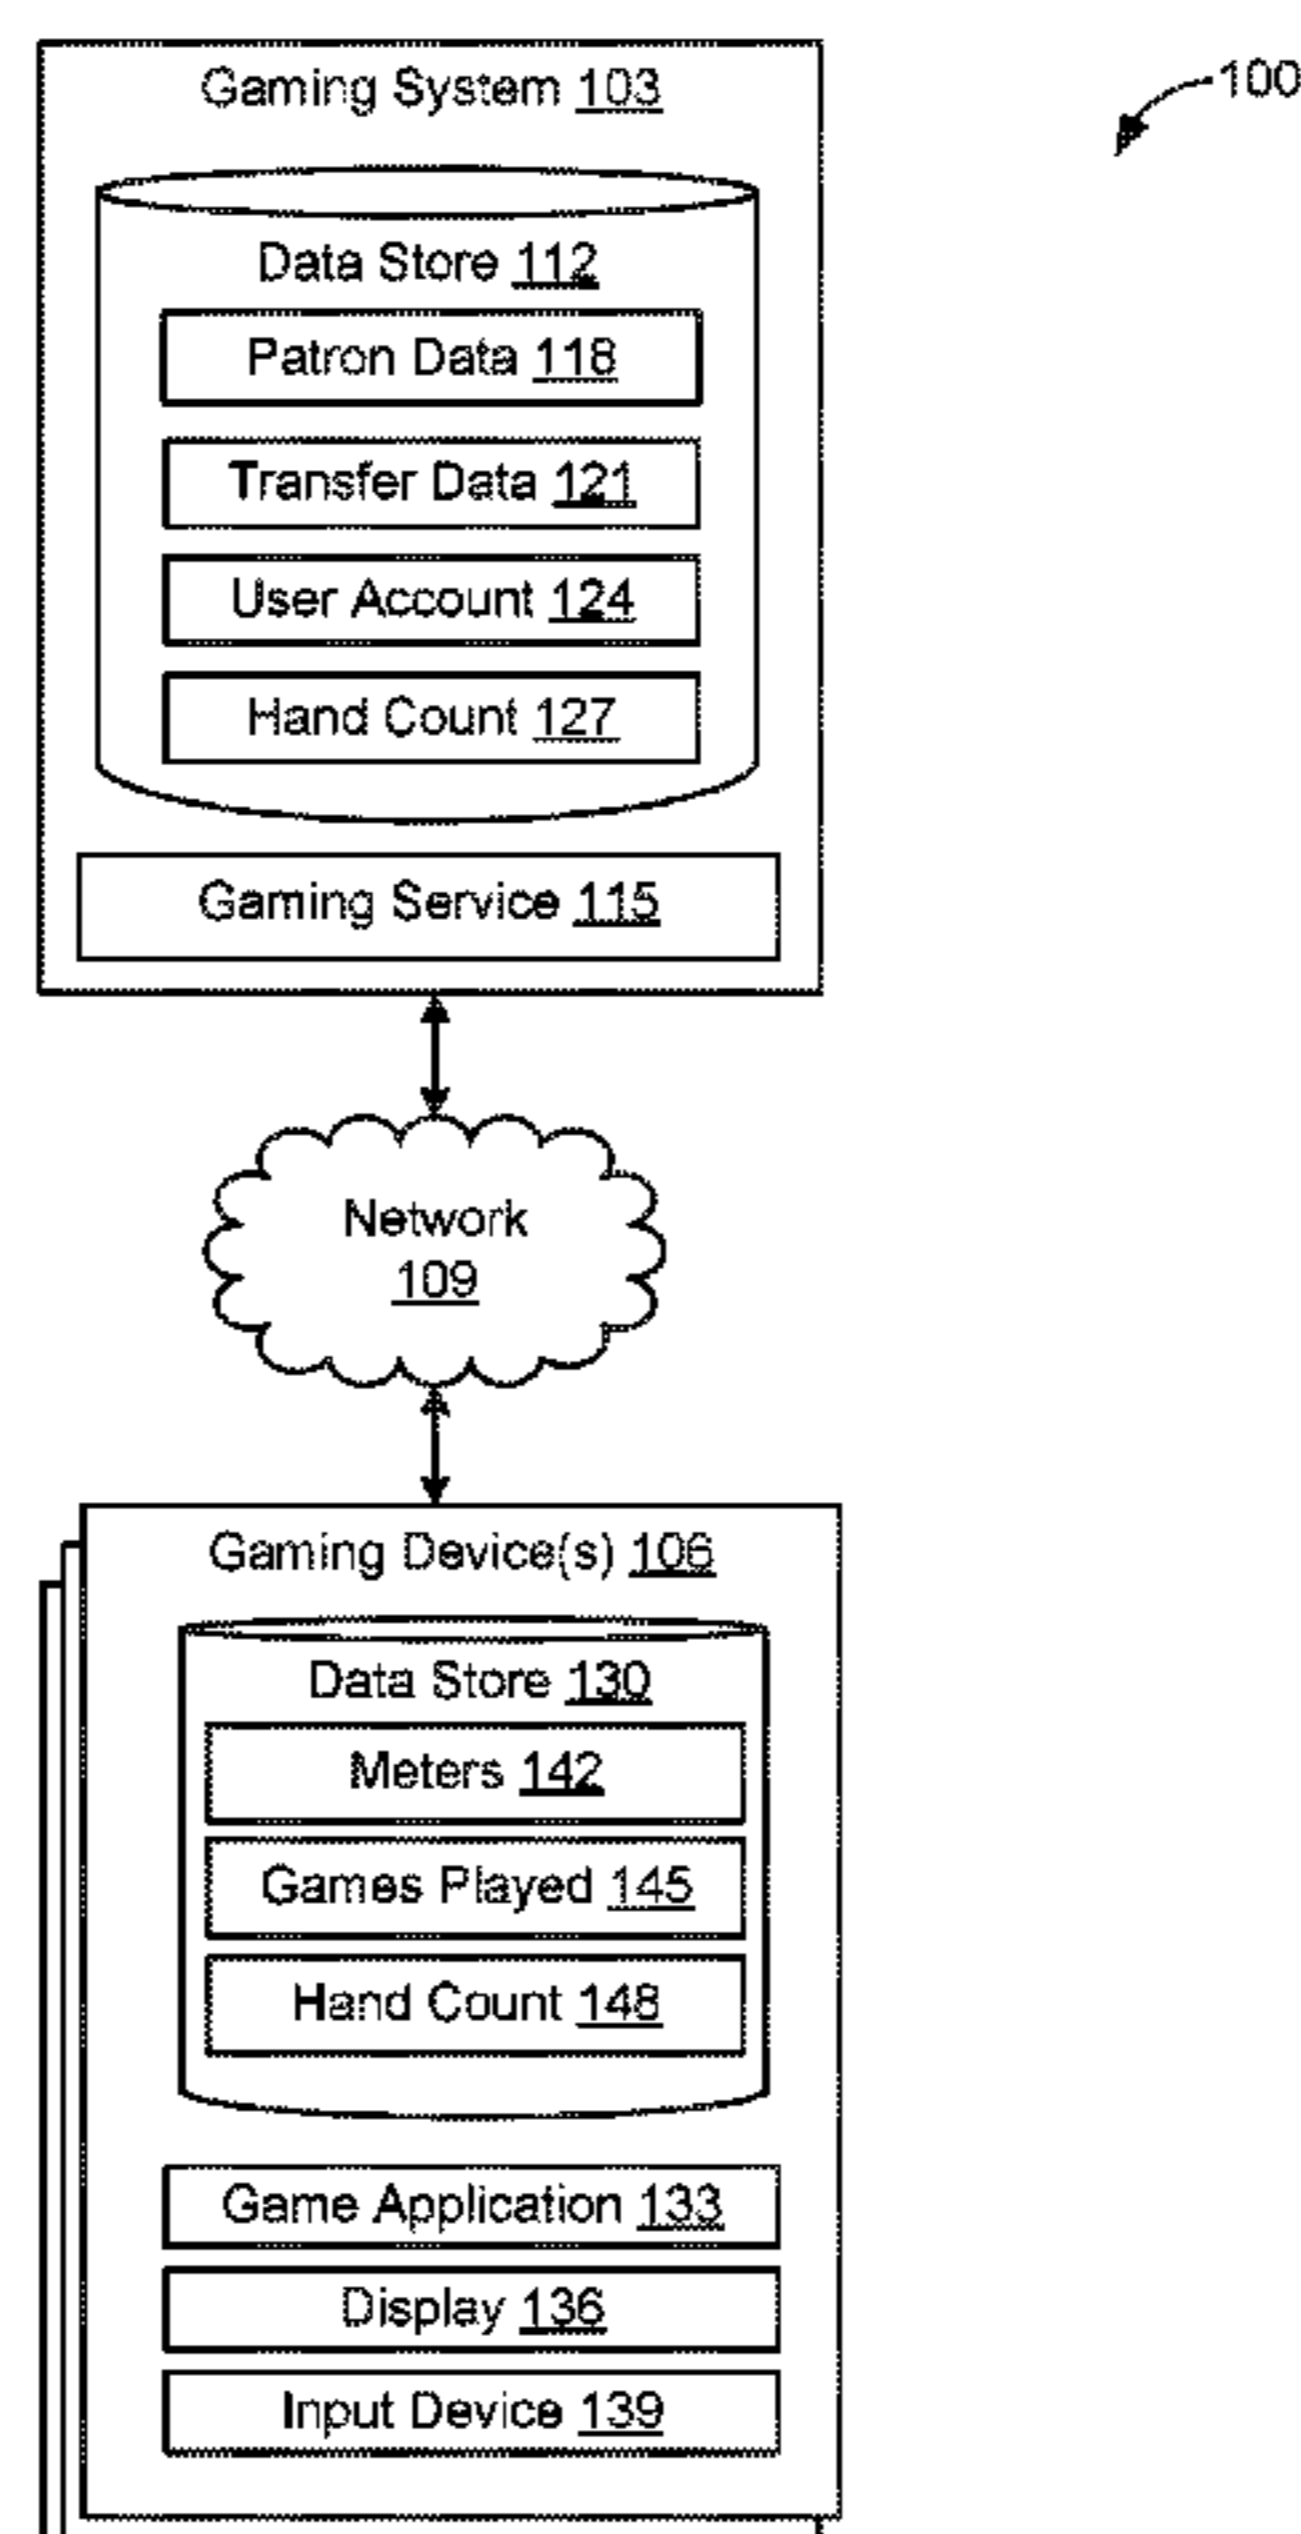 100
Gaming System 103
Data Store 112
Patron Data 118
Transfer Data 121
User Account 124
Hand Count 127
Gaming Service 115
Network
109
Gaming Device(s) 106
Data Store 130
Meters 142
Games Played 145
Hand Count 148
Game Application 133
Display 136
Input Device 139